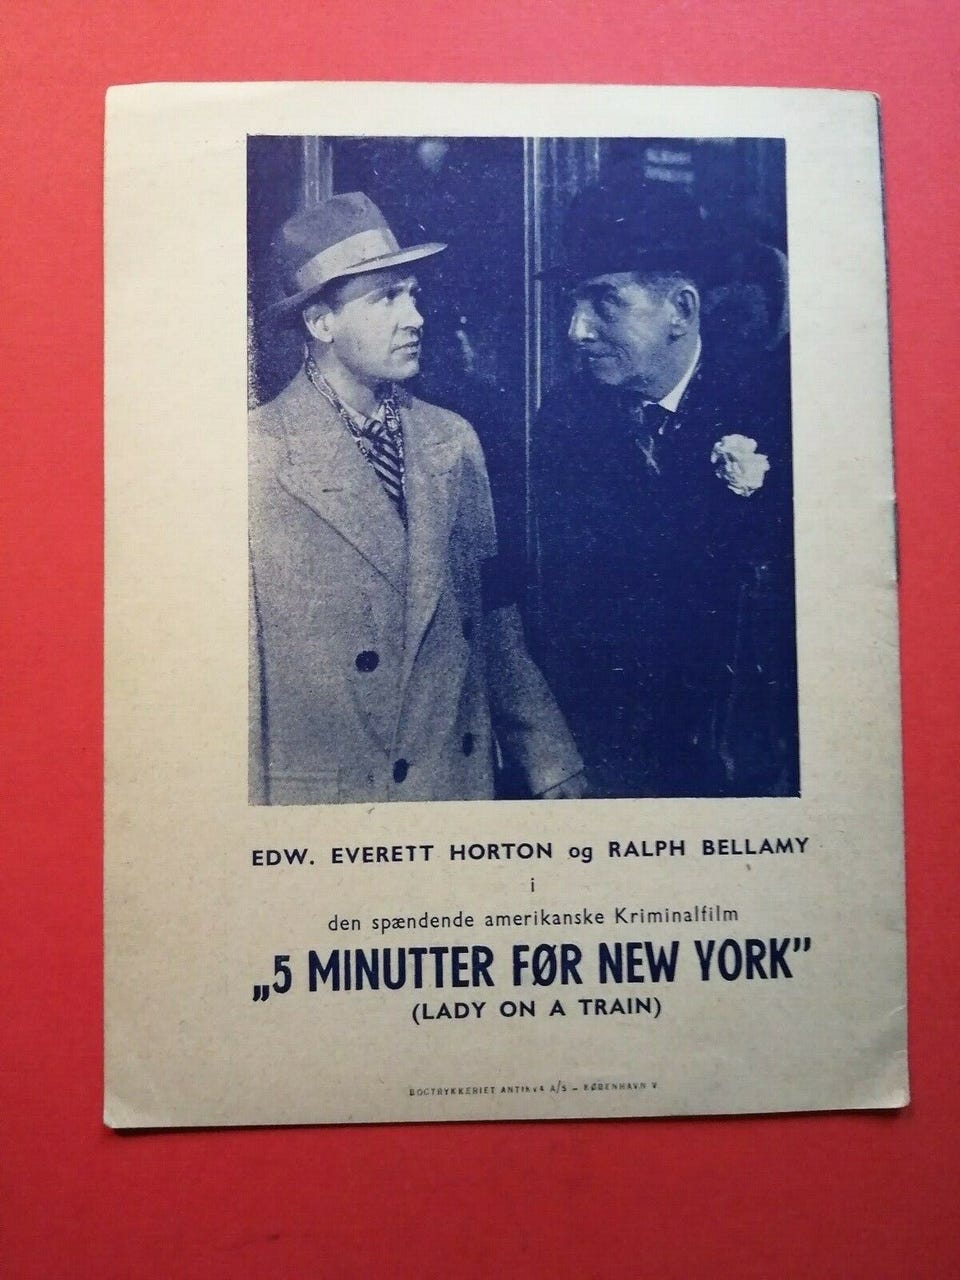 EDW. EVERETT HORTON og RALPH BELLAMY
i
den spændende amerikanske Kriminalfilm
„5 MINUTTER FØR NEW YORK”
(LADY ON A TRAIN)
BOGTRYKKERIET ANTIKVA A/S – KØBENHAVN V